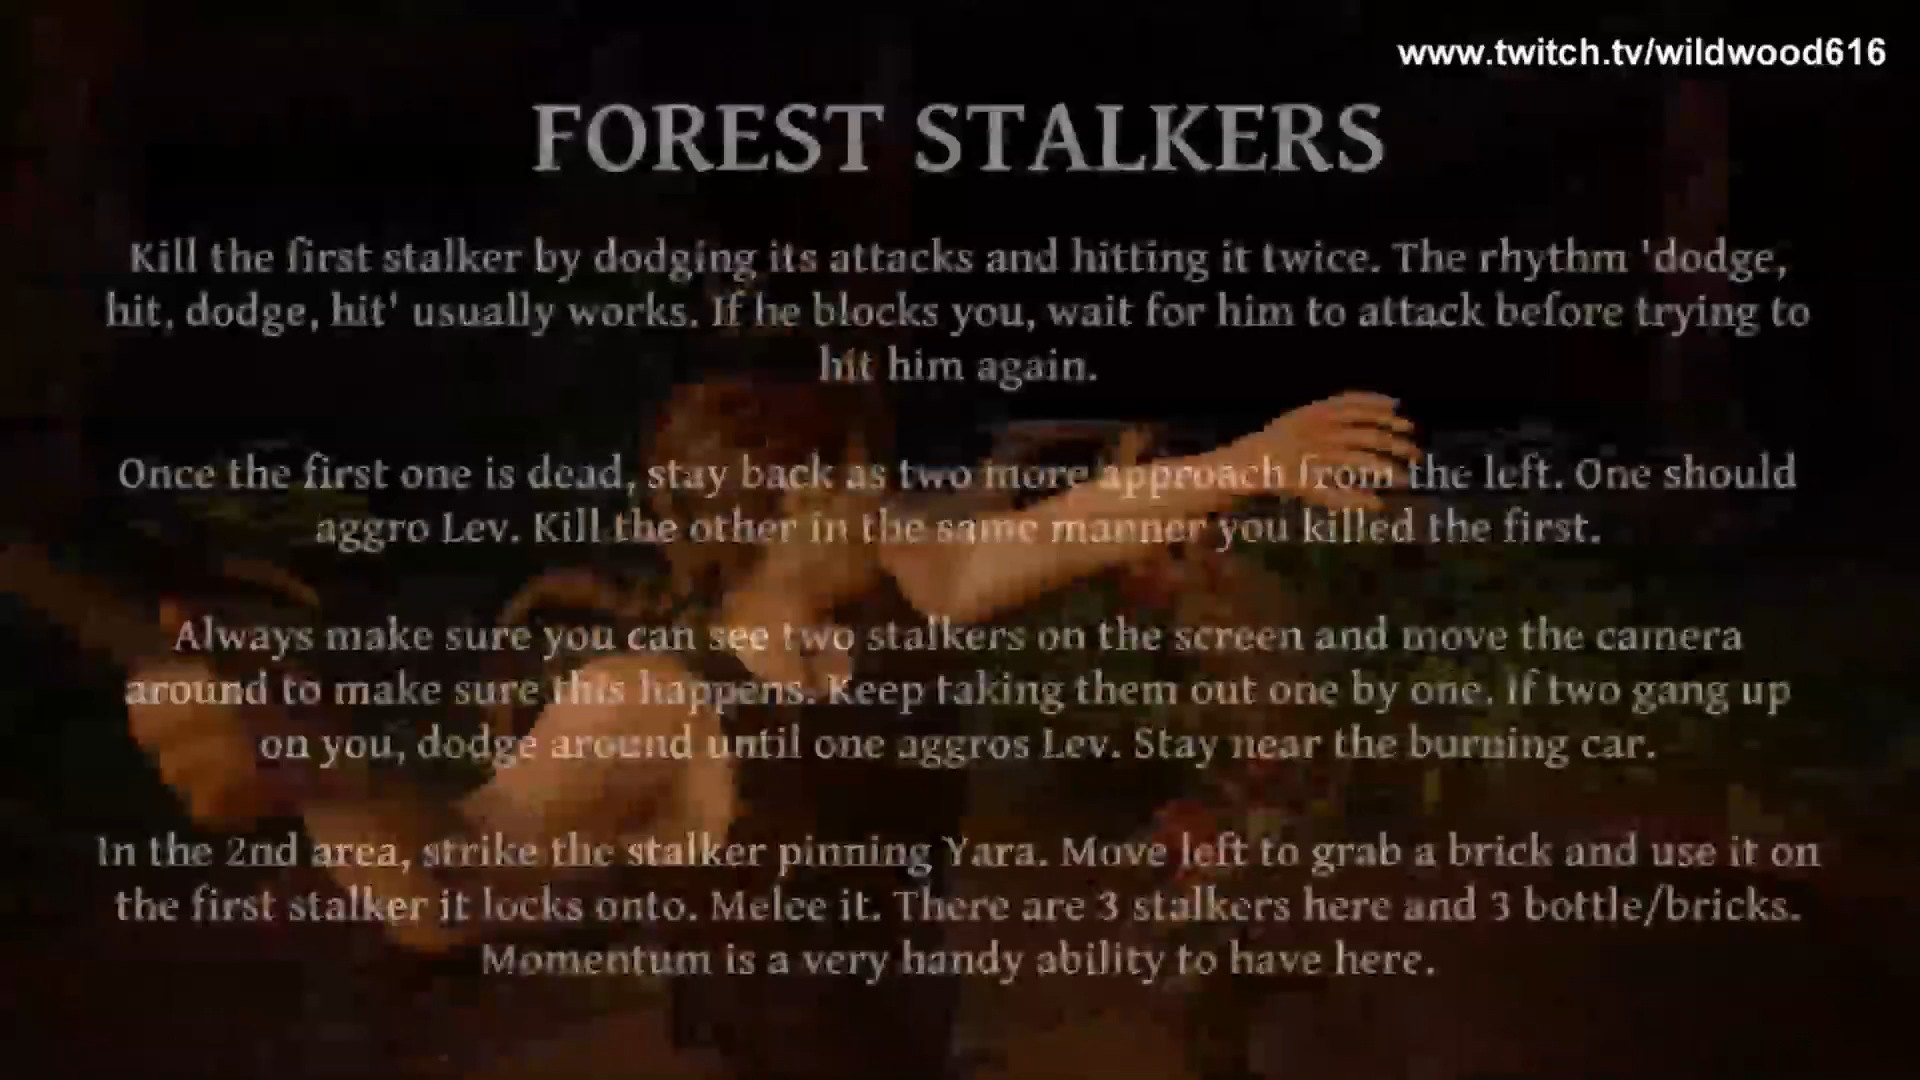 www.twitch.tv/wildwood616
FOREST STALKERS
Kill the first stalker by dodging its attacks and hitting it twice. The rhythm 'dodge,
hit, dodge, hit' usually works. If he blocks you, wait for him to attack before trying to
hit him again.
Once the first one is dead, stay back as two more approach from the left. One should
aggro Lev. Kill the other in the same manner you killed the first.
Always make sure you can see two stalkers on the screen and move the camera
around to make sure this happens. Keep taking them out one by one. If two gang up
on you, dodge around until one aggros Lev. Stay near the burning car.
In the 2nd area, strike the stalker pinning Yara. Move left to grab a brick and use it on
the first stalker it locks onto. Melee it. There are 3 stalkers here and 3 bottle/bricks.
Momentum is a very handy ability to have here.